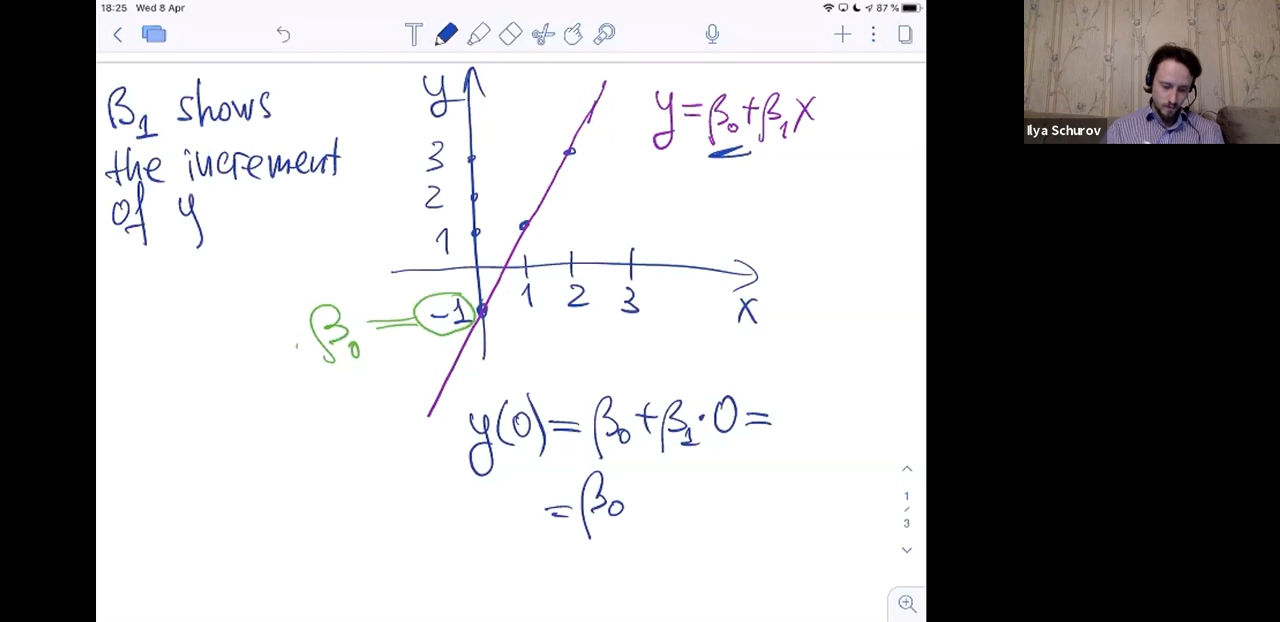 18:25 Wed 8 Apr
87 %
T
β₁ shows
the increment
of y
y
y=β₀+β₁x
3
2
1
1 2 3
x
β₀ = -1
y(0)=β₀+β₁·0=
=β₀
Ilya Schurov
1
/
3